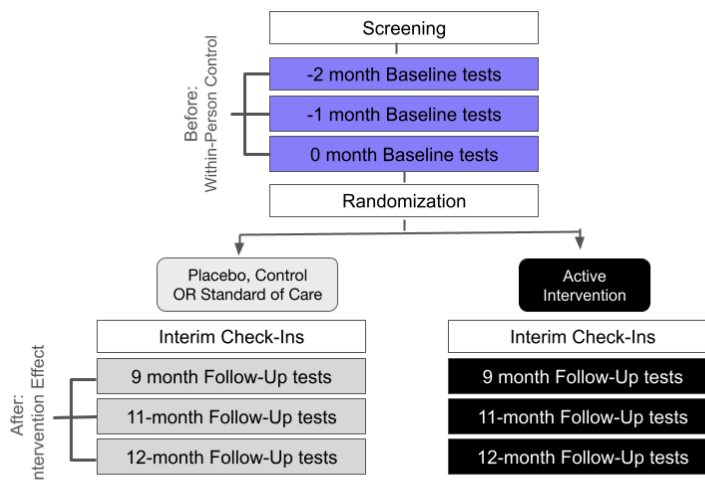 Screening
Before:
Within-Person Control
-2 month Baseline tests
-1 month Baseline tests
0 month Baseline tests
Randomization
Placebo, Control
OR Standard of Care
Active
Intervention
Interim Check-Ins
Interim Check-Ins
After:
ntervention Effect
9 month Follow-Up tests
11-month Follow-Up tests
12-month Follow-Up tests
9 month Follow-Up tests
11-month Follow-Up tests
12-month Follow-Up tests